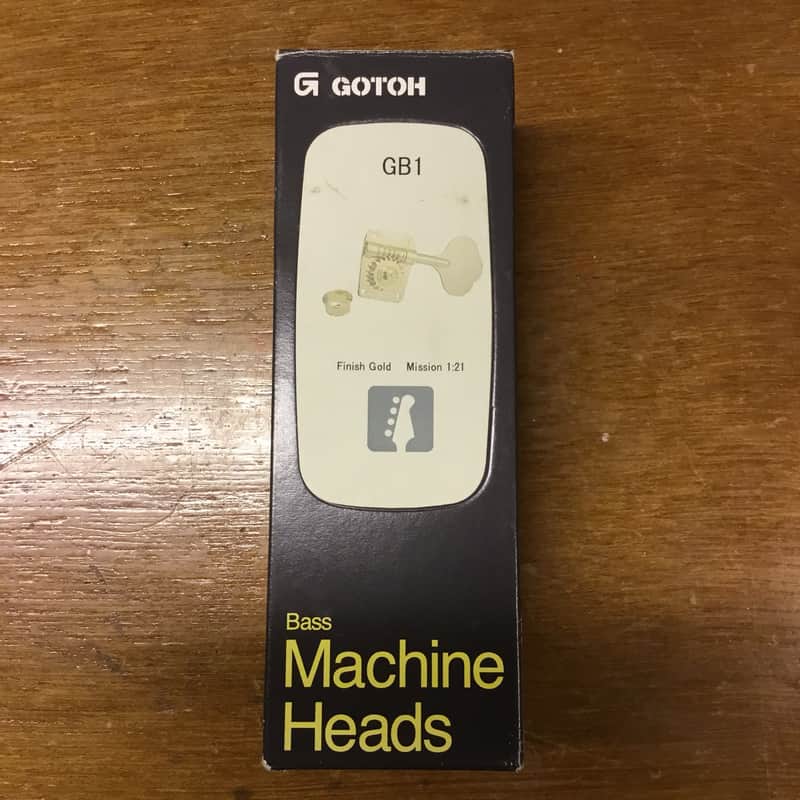 GOTOH
GB1
Finish Gold Mission 1:21
Bass
Machine
Heads